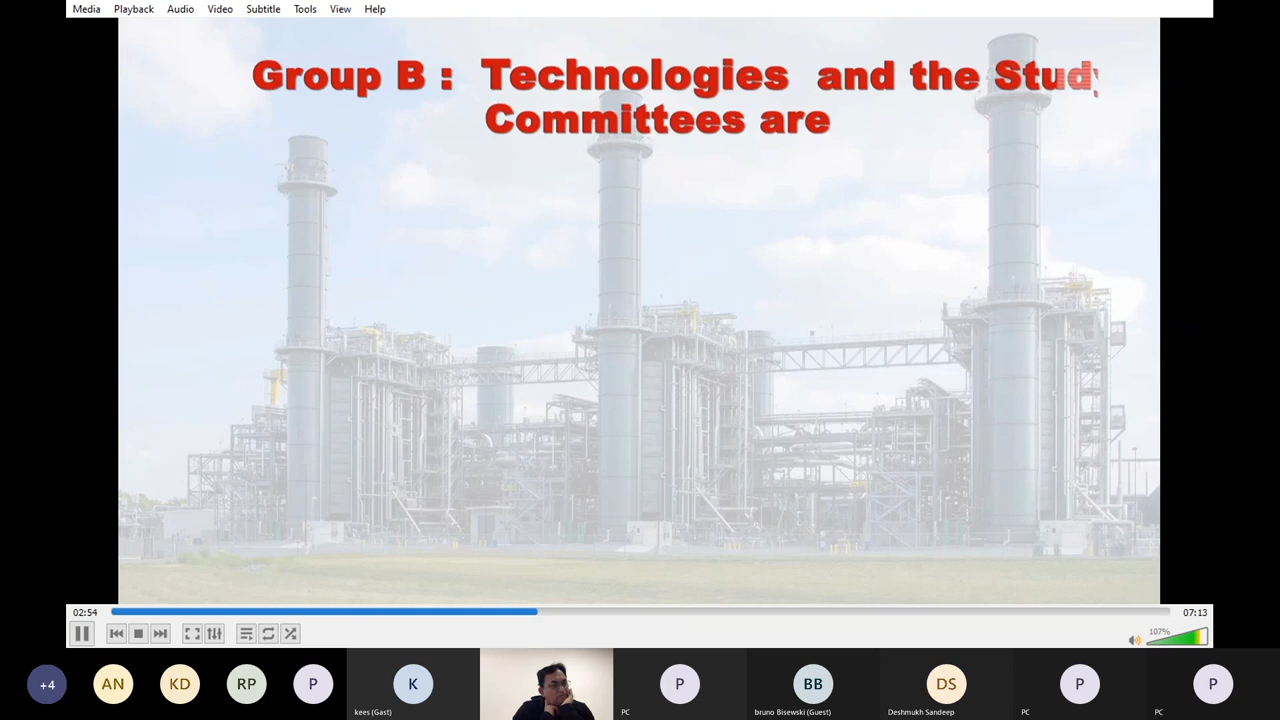 Media Playback Audio Video Subtitle Tools View Help
Group B : Technologies and the Study
Committees are
02:54
07:13
107%
+4
AN
KD
RP
P
K
P
BB
DS
P
P
kees (Gast)
PC
bruno Bisewski (Guest)
Deshmukh Sandeep
PC
PC